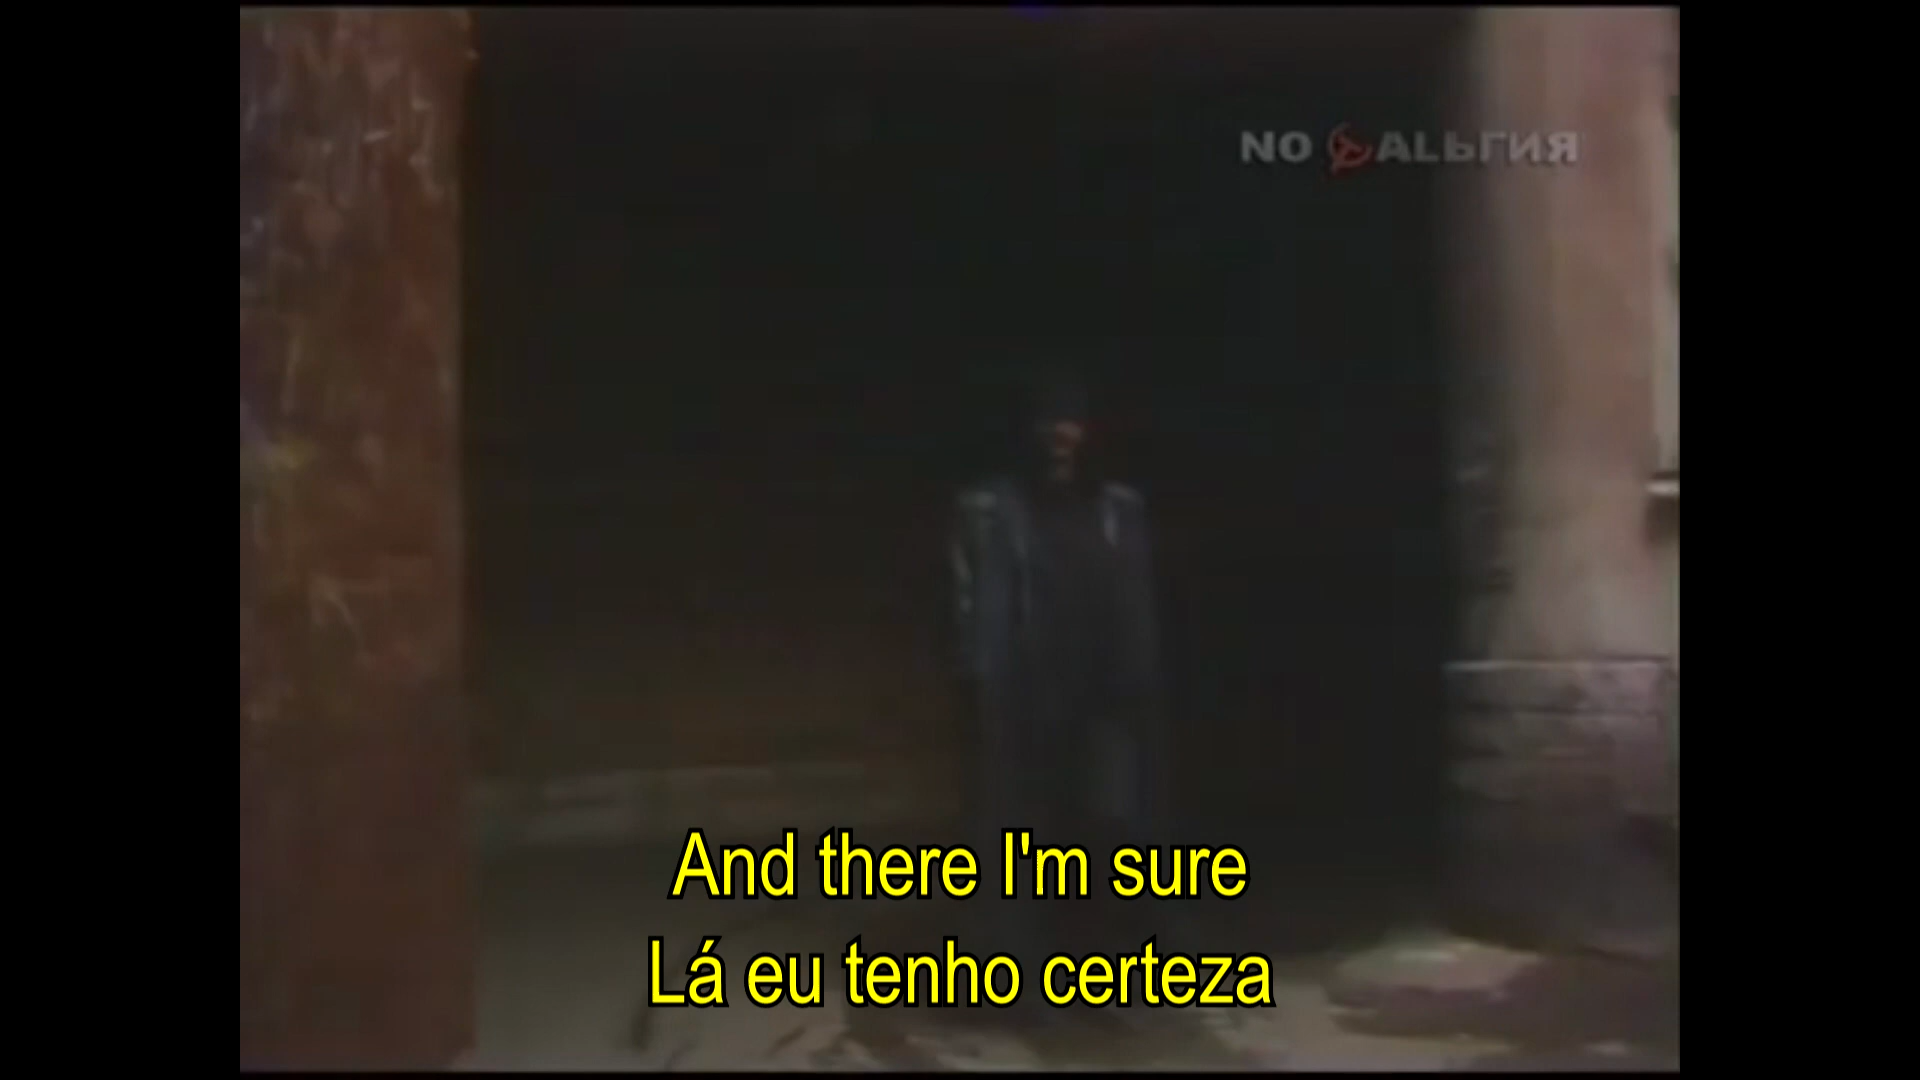 NO ALЬГИЯ
And there I'm sure
Lá eu tenho certeza